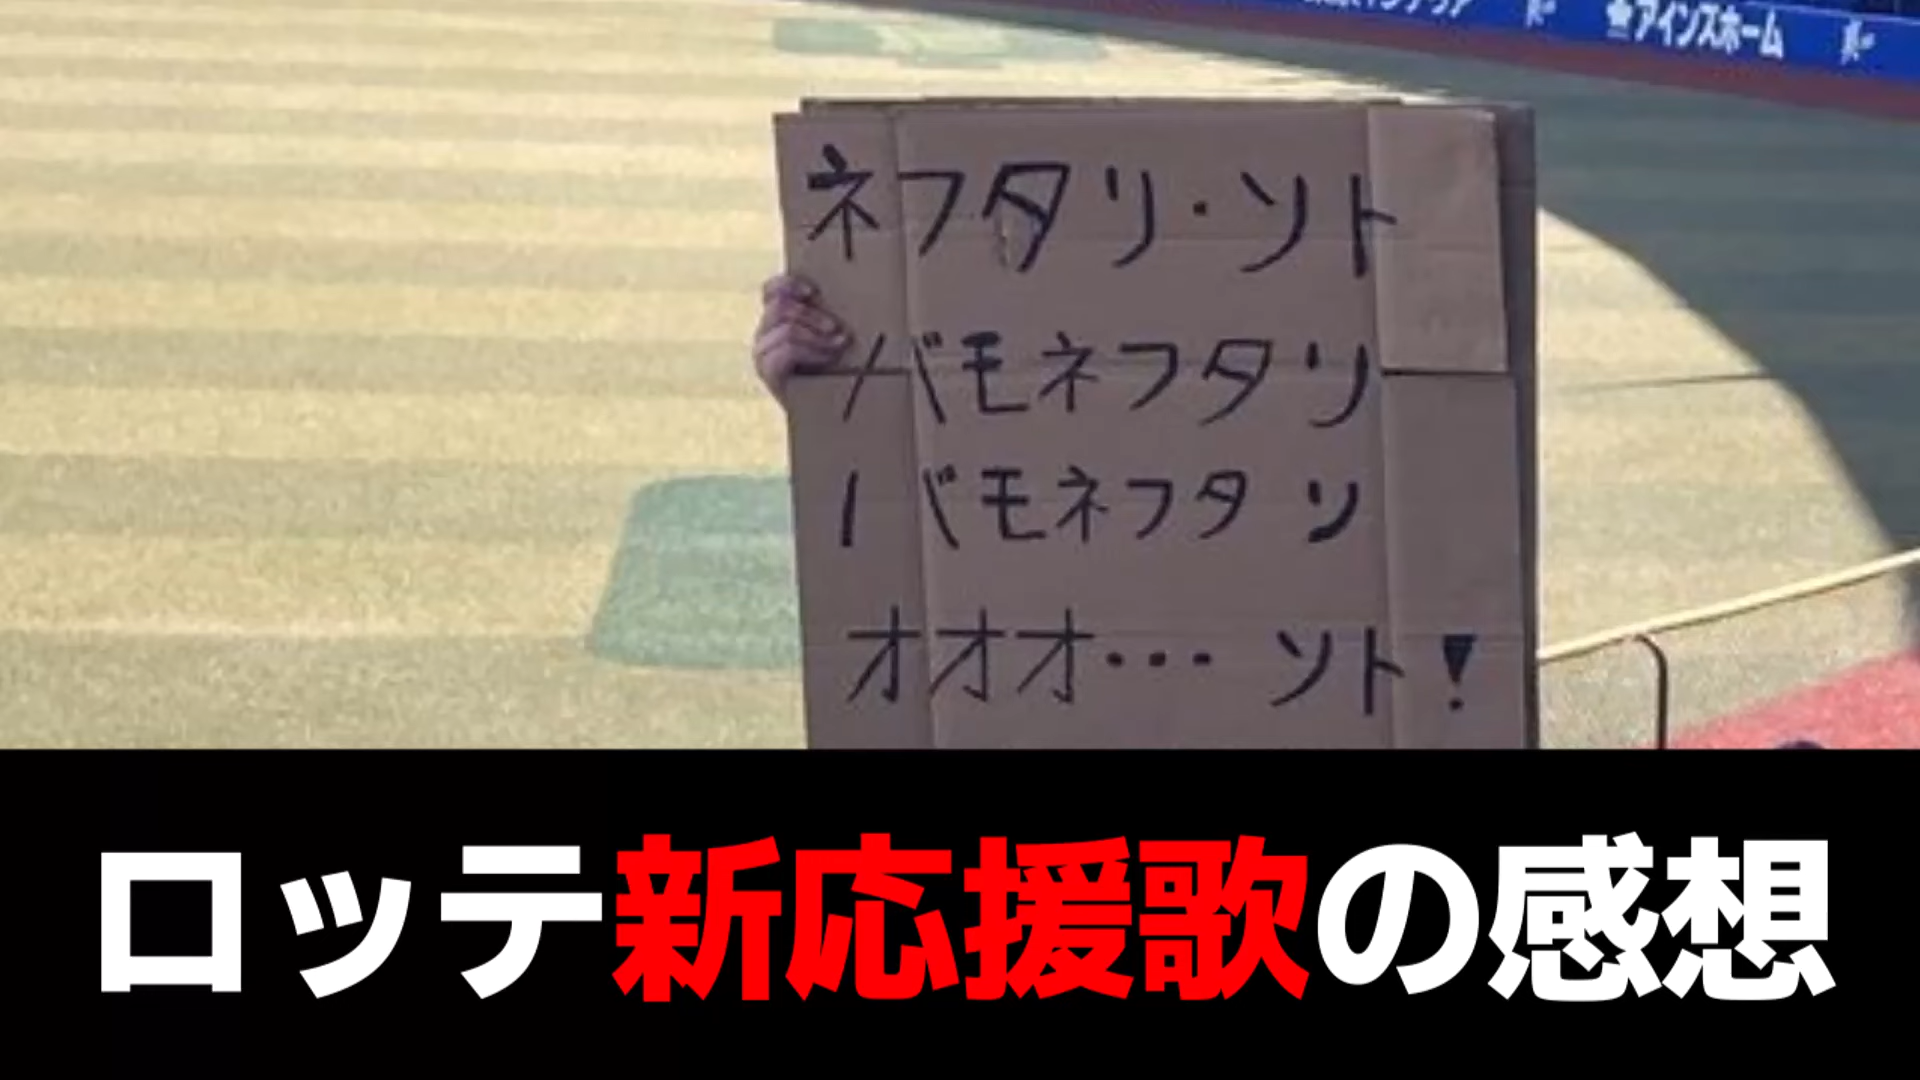 アインズホーム
ネフタリ・ソト
バモネフタリ
バモネフタリ
オオオ・・・ ソト!
ロッテ新応援歌の感想